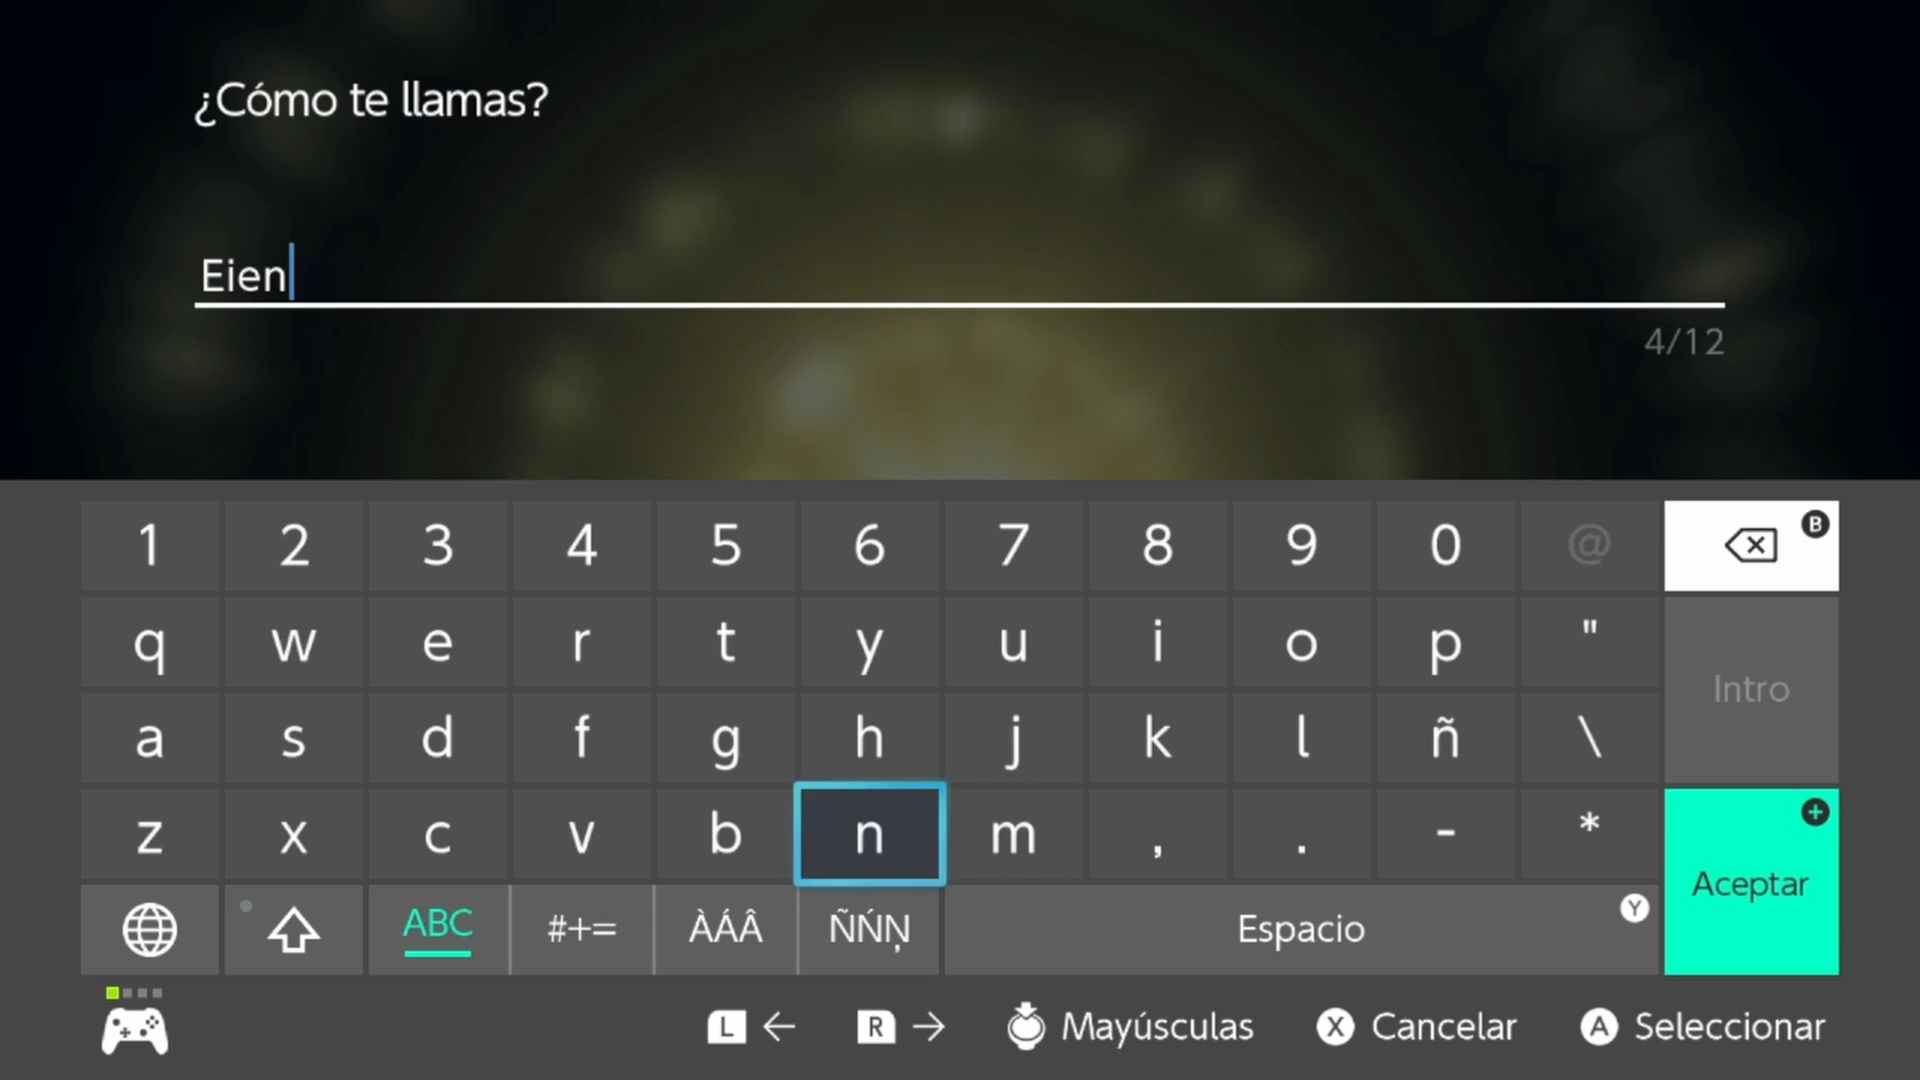 ¿Cómo te llamas?
Eien
4/12
1 2 3 4 5 6 7 8 9 0 @ B
q w e r t y u i o p "
Intro
a s d f g h j k l ñ \
z x c v b n m , . - *
+
Aceptar
ABC #+= ÀÁÂ ÑŃŅ Espacio Y
L ← R → Mayúsculas X Cancelar A Seleccionar